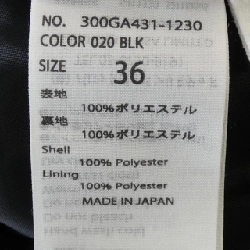 NO. 300GA431-1230
COLOR 020 BLK
SIZE 36
表地
100%ポリエステル
裏地
100%ポリエステル
Shell
100% Polyester
Lining
100% Polyester
MADE IN JAPAN